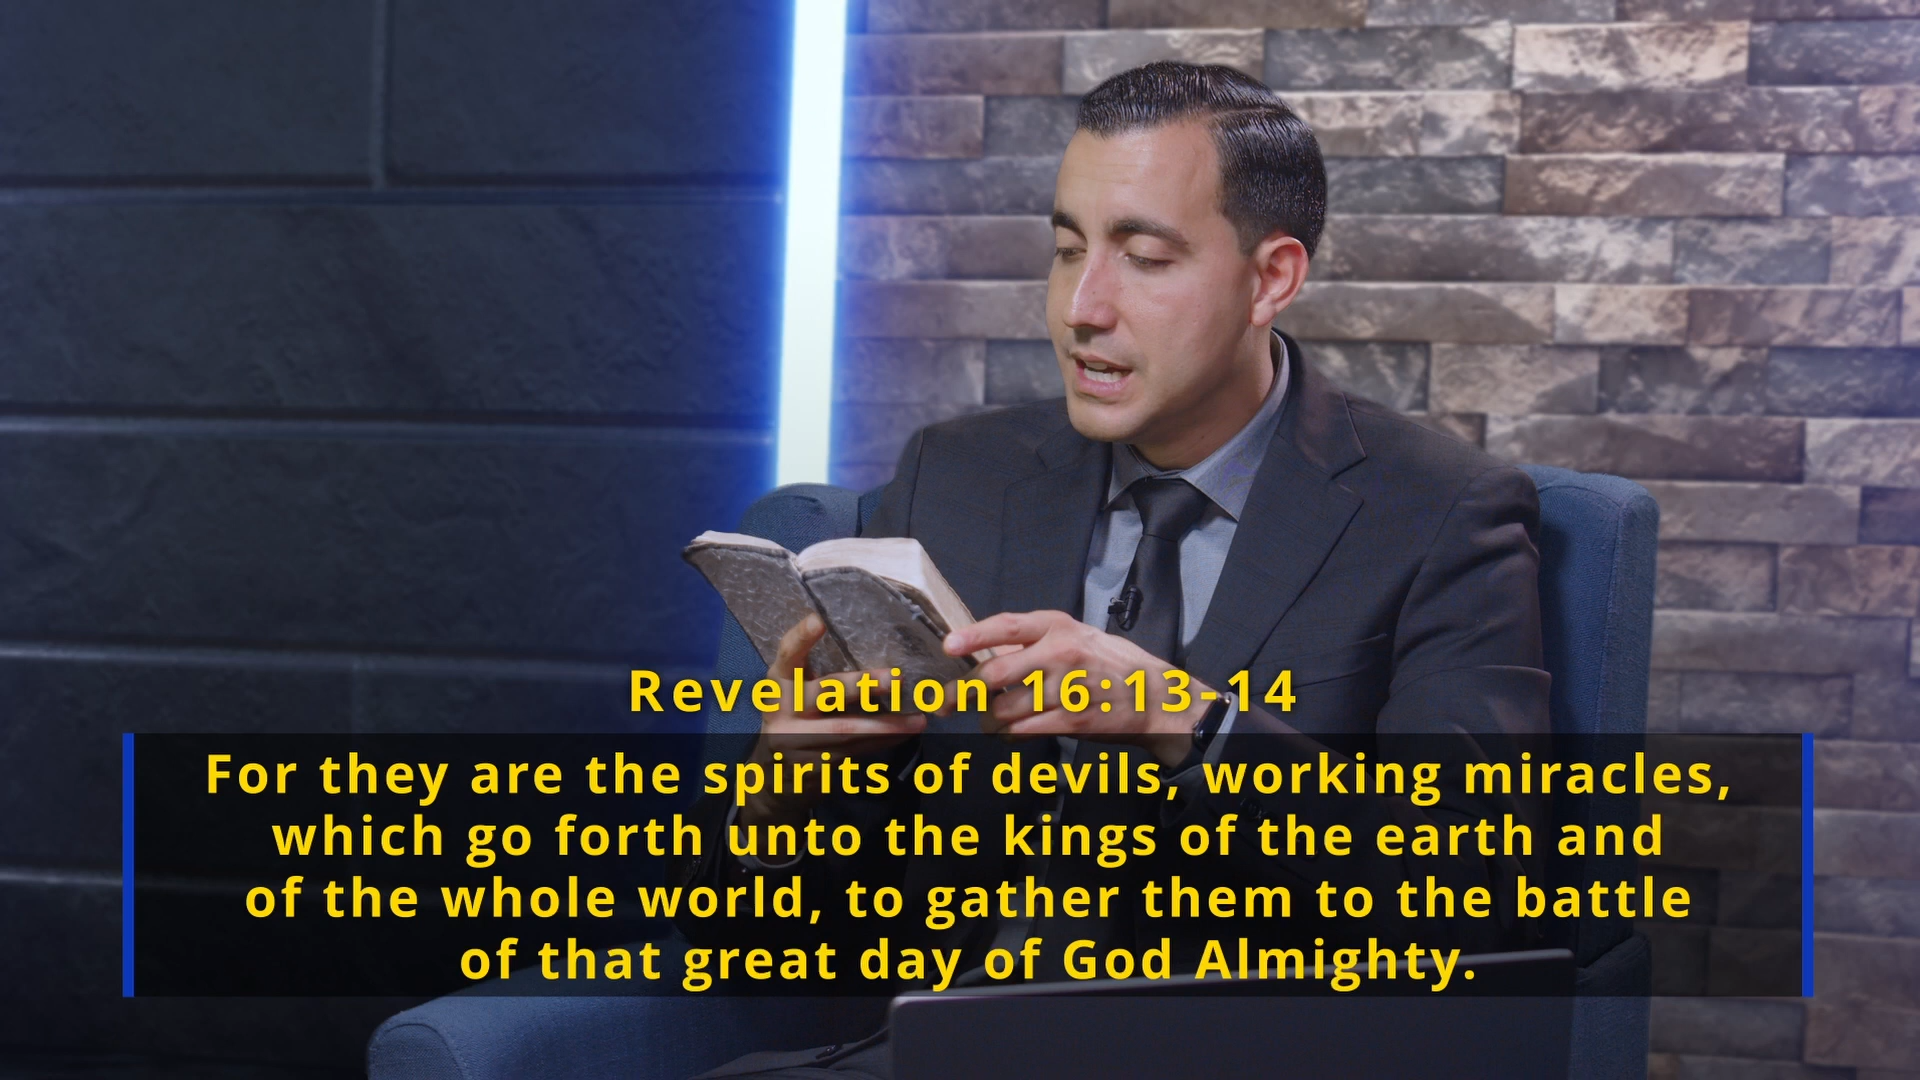 Revelation 16:13-14
For they are the spirits of devils, working miracles,
which go forth unto the kings of the earth and
of the whole world, to gather them to the battle
of that great day of God Almighty.